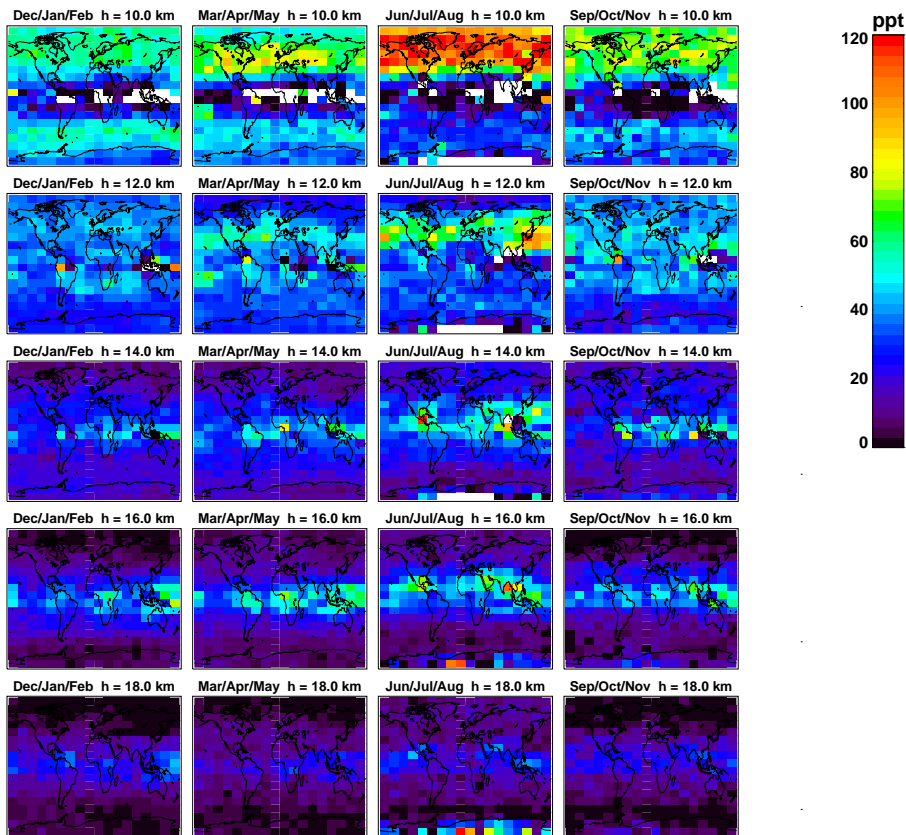 Dec/Jan/Feb h = 10.0 km Mar/Apr/May h = 10.0 km Jun/Jul/Aug h = 10.0 km Sep/Oct/Nov h = 10.0 km
ppt
120
100
80
60
40
20
0
Dec/Jan/Feb h = 12.0 km Mar/Apr/May h = 12.0 km Jun/Jul/Aug h = 12.0 km Sep/Oct/Nov h = 12.0 km
Dec/Jan/Feb h = 14.0 km Mar/Apr/May h = 14.0 km Jun/Jul/Aug h = 14.0 km Sep/Oct/Nov h = 14.0 km
Dec/Jan/Feb h = 16.0 km Mar/Apr/May h = 16.0 km Jun/Jul/Aug h = 16.0 km Sep/Oct/Nov h = 16.0 km
Dec/Jan/Feb h = 18.0 km Mar/Apr/May h = 18.0 km Jun/Jul/Aug h = 18.0 km Sep/Oct/Nov h = 18.0 km